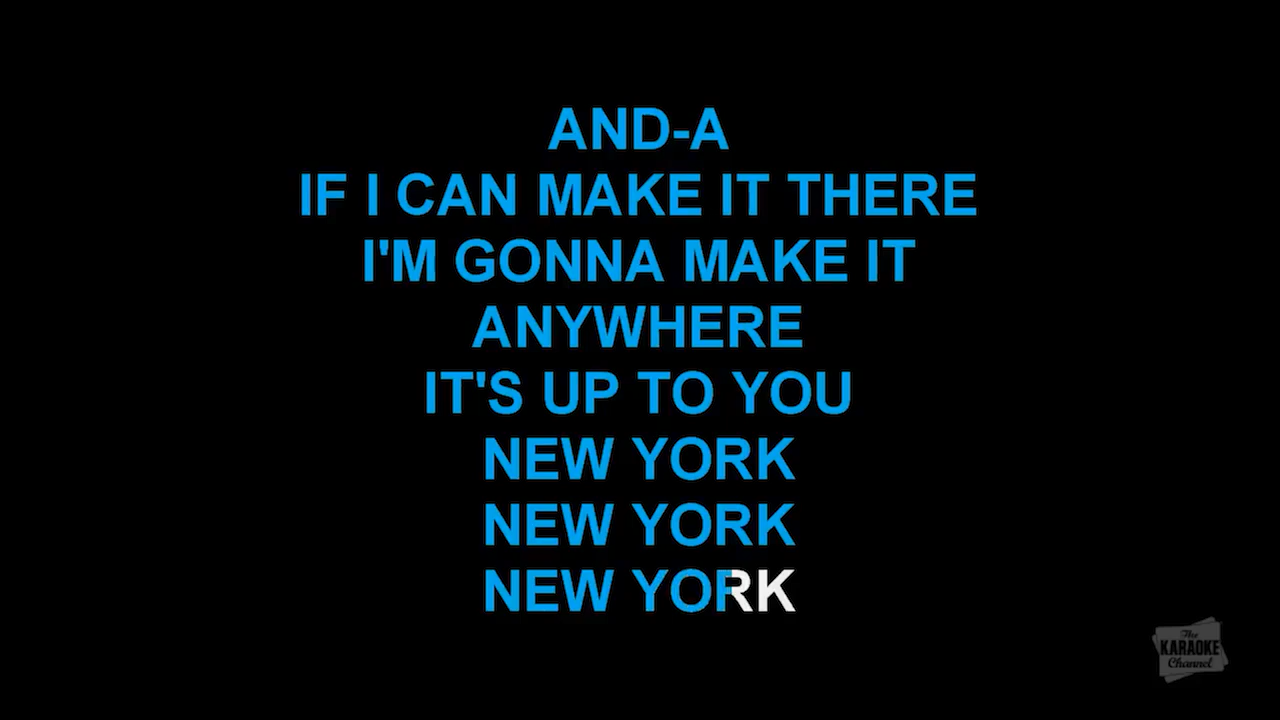 AND-A
IF I CAN MAKE IT THERE
I'M GONNA MAKE IT
ANYWHERE
IT'S UP TO YOU
NEW YORK
NEW YORK
NEW YORK
The
KARAOKE
Channel